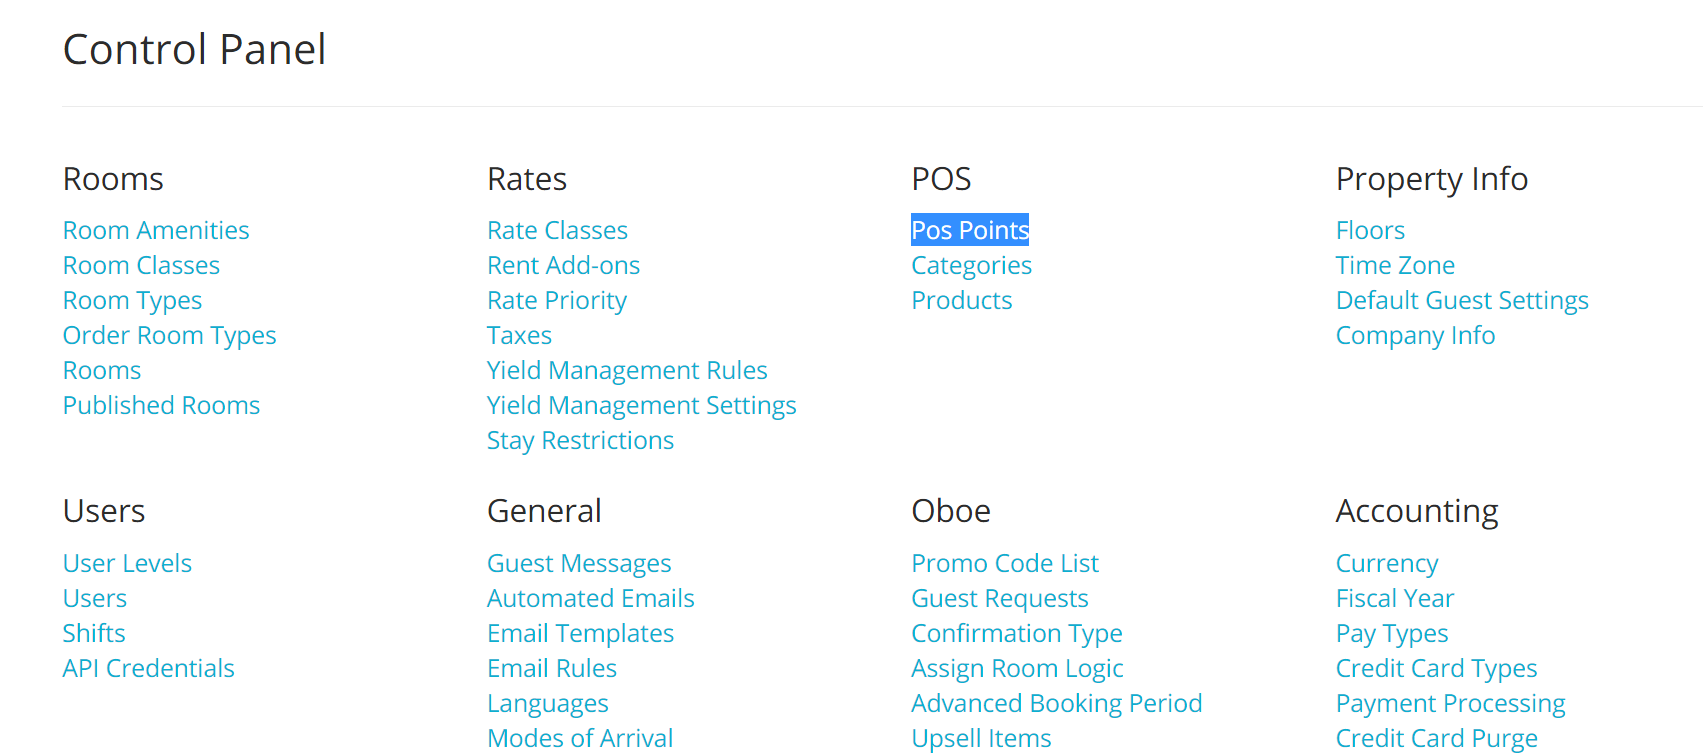 Control Panel
Rooms
Room Amenities
Room Classes
Room Types
Order Room Types
Rooms
Published Rooms
Rates
Rate Classes
Rent Add-ons
Rate Priority
Taxes
Yield Management Rules
Yield Management Settings
Stay Restrictions
POS
Pos Points
Categories
Products
Property Info
Floors
Time Zone
Default Guest Settings
Company Info
Users
User Levels
Users
Shifts
API Credentials
General
Guest Messages
Automated Emails
Email Templates
Email Rules
Languages
Modes of Arrival
Oboe
Promo Code List
Guest Requests
Confirmation Type
Assign Room Logic
Advanced Booking Period
Upsell Items
Accounting
Currency
Fiscal Year
Pay Types
Credit Card Types
Payment Processing
Credit Card Purge